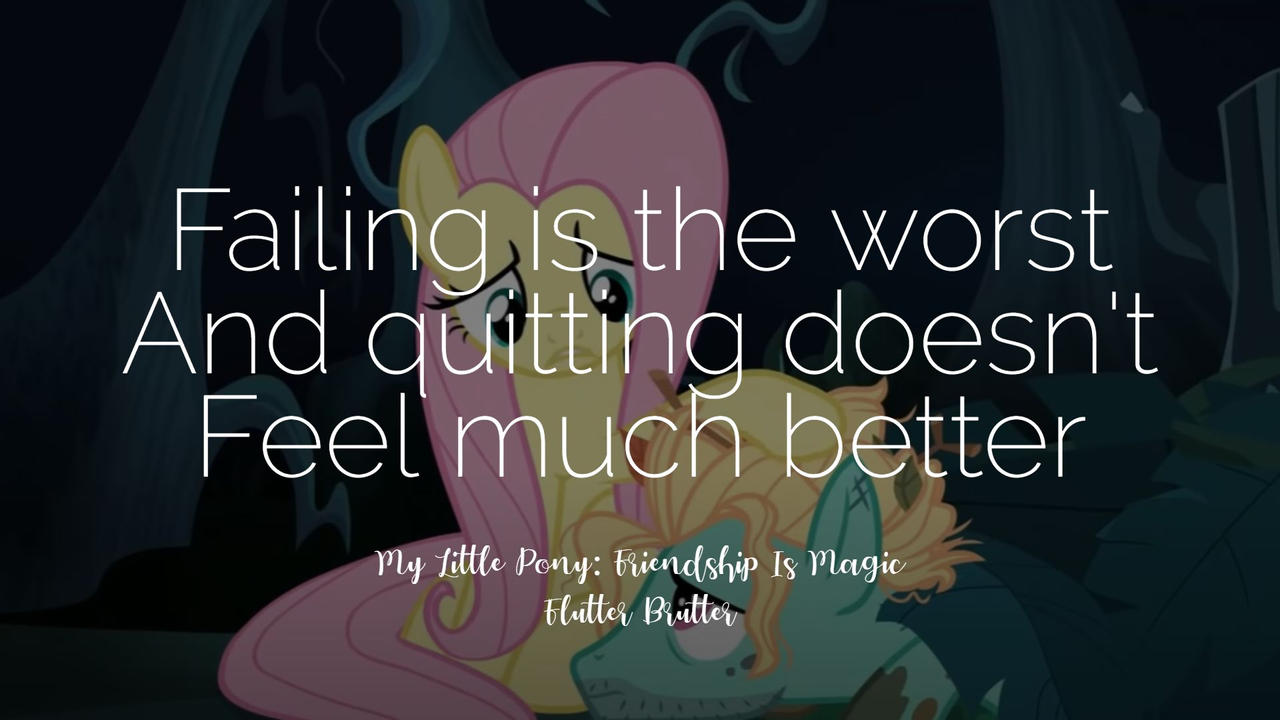 Failing is the worst
And quitting doesn't
Feel much better
My Little Pony: Friendship Is Magic
Flutter Brutter